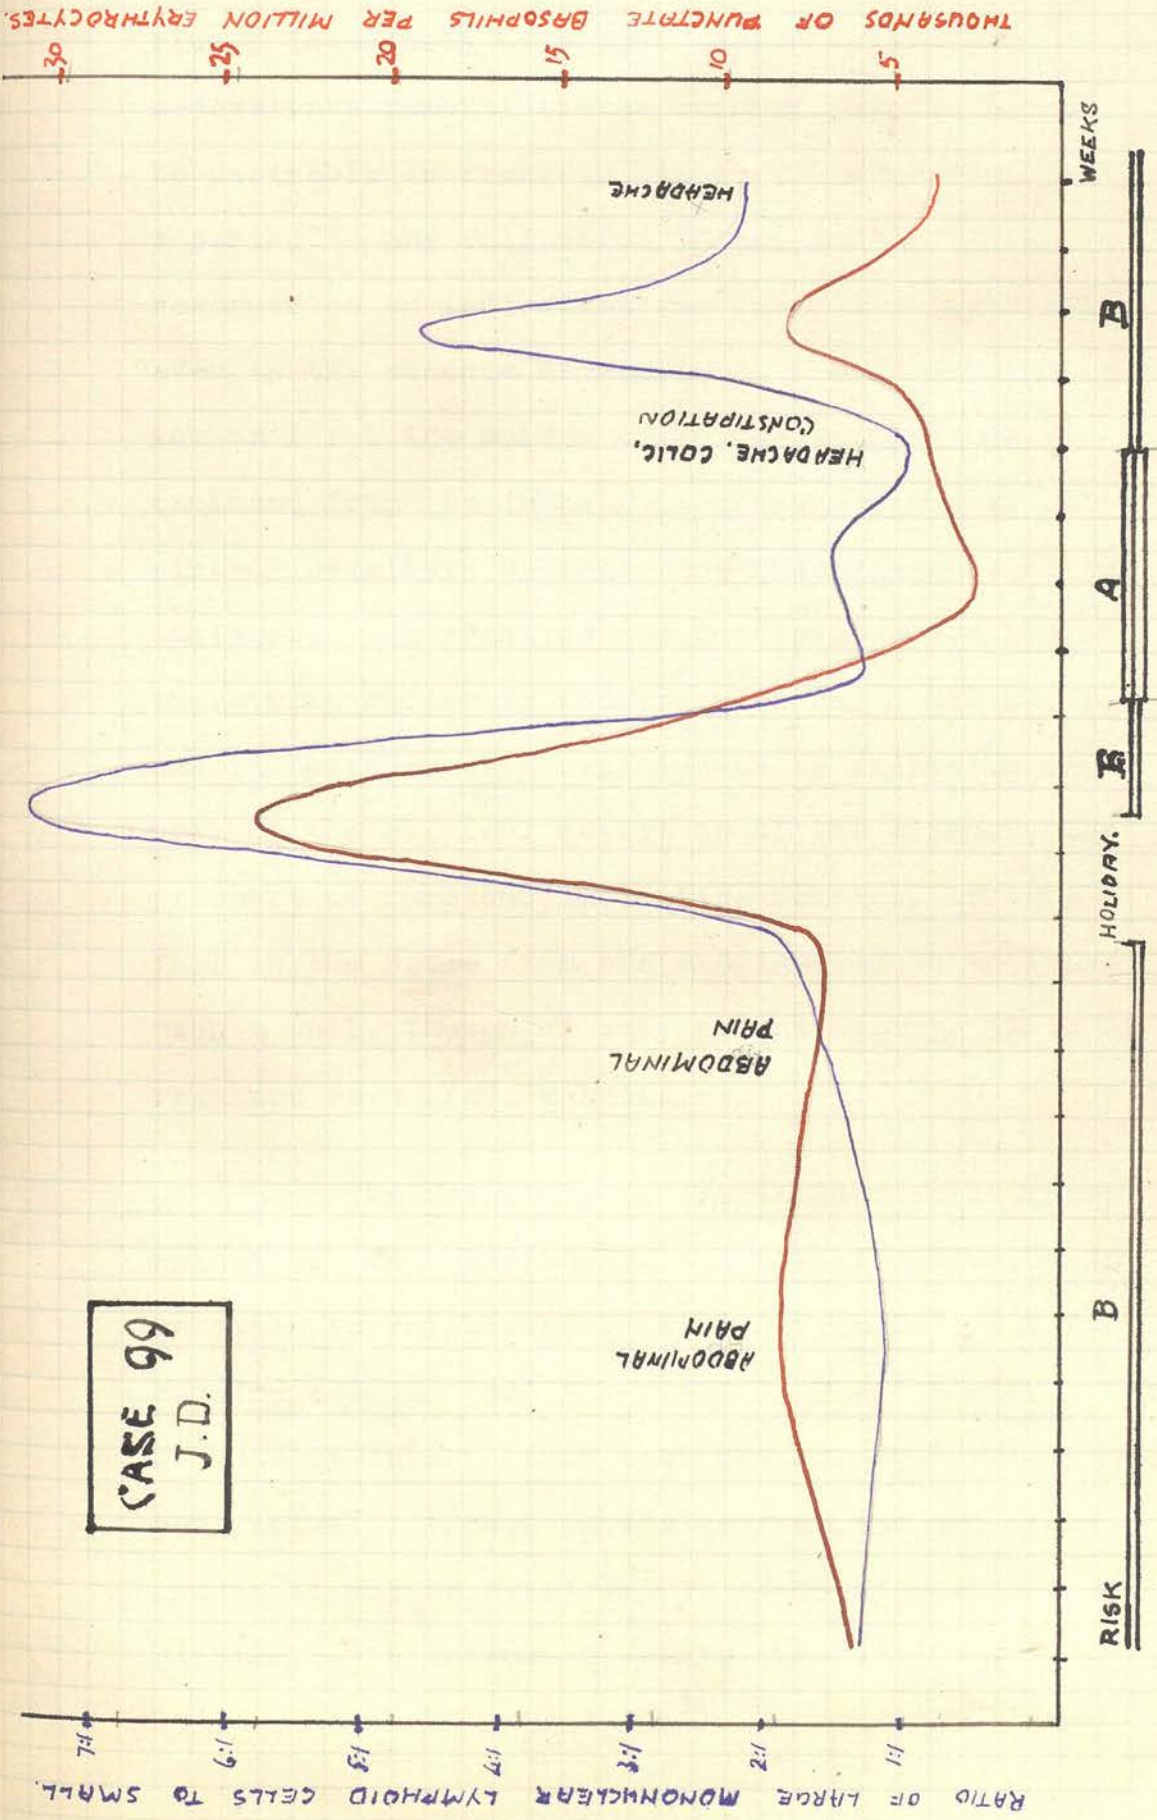 CASE 99
J.D.
RATIO OF LARGE MONONUCLEAR LYMPHOID CELLS TO SMALL.
7:1
6:1
5:1
4:1
3:1
2:1
1:1
ABDOMINAL
PAIN
ABDOMINAL
PAIN
HEADACHE, COLIC,
CONSTIPATION
HEADACHE
THOUSANDS OF PUNCTATE BASOPHILS PER MILLION ERYTHROCYTES.
30
25
20
15
10
5
WEEKS
RISK
B
HOLIDAY.
B
A
B